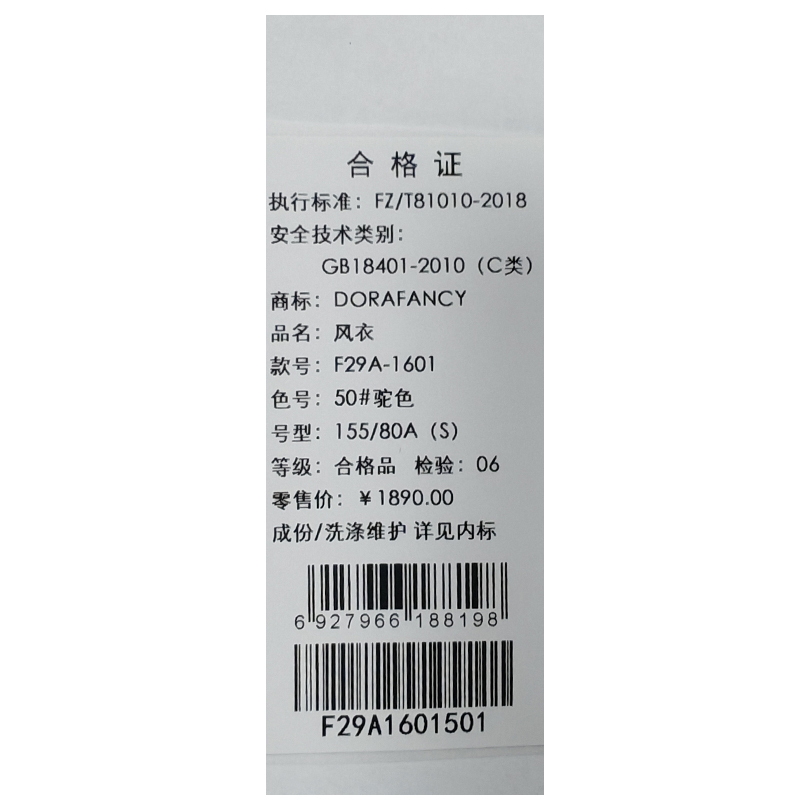 合格证
执行标准：FZ/T81010-2018
安全技术类别：
GB18401-2010（C类）
商标：DORAFANCY
品名：风衣
款号：F29A-1601
色号：50#驼色
号型：155/80A（S）
等级：合格品 检验：06
零售价：￥1890.00
成份/洗涤维护 详见内标
6 927966 188198
F29A1601501